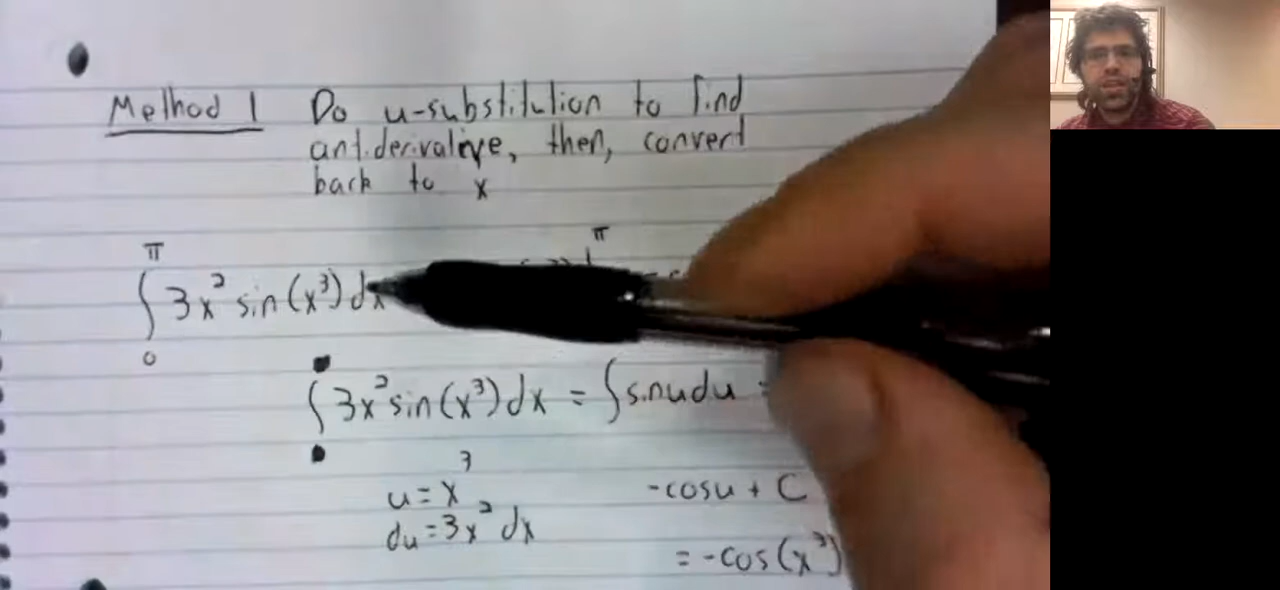 Method 1 Do u-substitution to find
antiderivative, then, convert
back to x
π
π
∫ 3x² sin(x³) dx
0
∫ 3x² sin(x³) dx = ∫ sin u du =
u = x³
-cos u + C
du = 3x² dx
= -cos(x³)